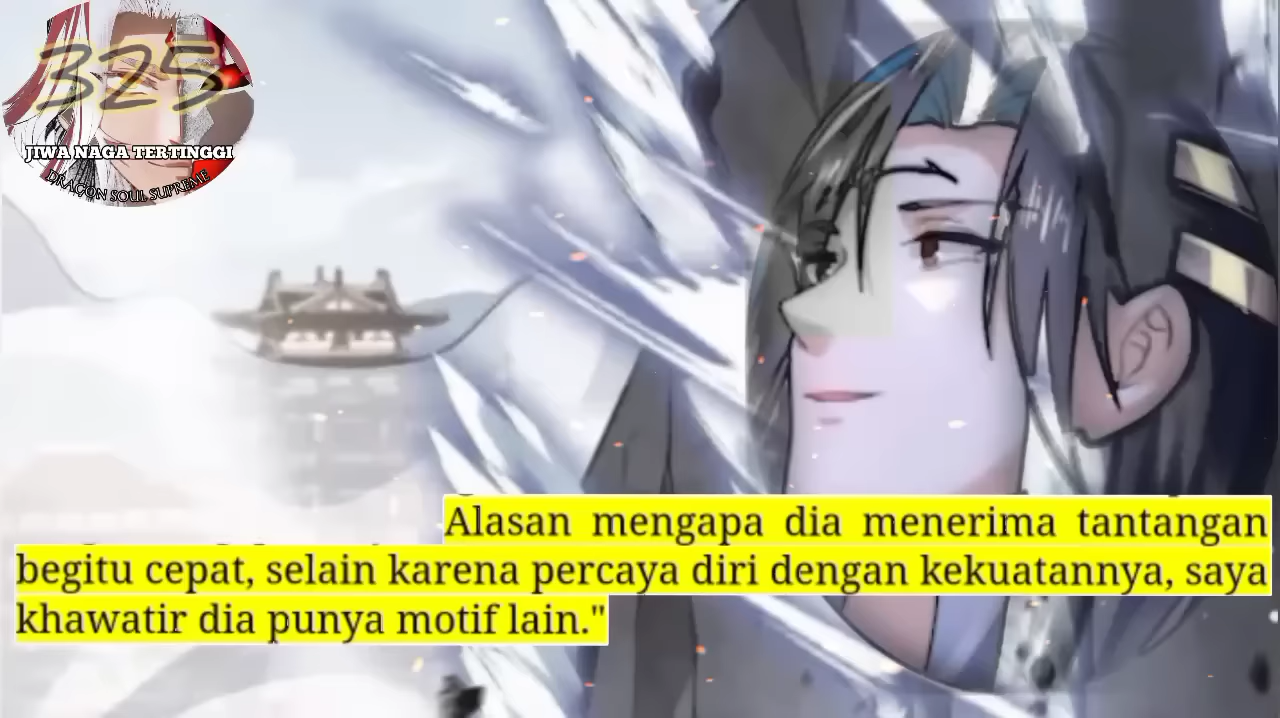 325
JIWA NAGA TERTINGGI
DRAGON SOUL SUPREME
Alasan mengapa dia menerima tantangan
begitu cepat, selain karena percaya diri dengan kekuatannya, saya
khawatir dia punya motif lain."